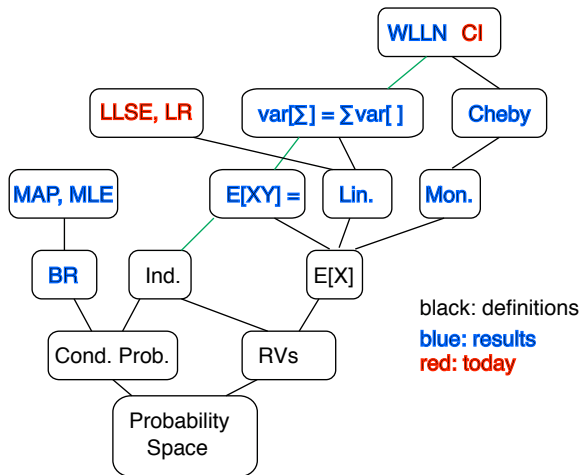 WLLN CI
LLSE, LR
var[Σ] = Σvar[ ]
Cheby
MAP, MLE
E[XY] =
Lin.
Mon.
BR
Ind.
E[X]
black: definitions
blue: results
red: today
Cond. Prob.
RVs
Probability
Space